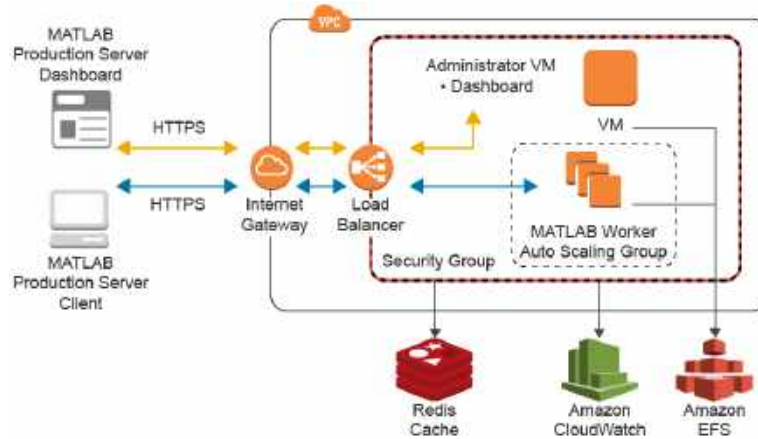 VPC
MATLAB
Production Server
Dashboard
Administrator VM
• Dashboard
VM
HTTPS
HTTPS
Internet
Gateway
Load
Balancer
MATLAB Worker
Auto Scaling Group
MATLAB
Production Server
Client
Security Group
Redis
Cache
Amazon
CloudWatch
Amazon
EFS